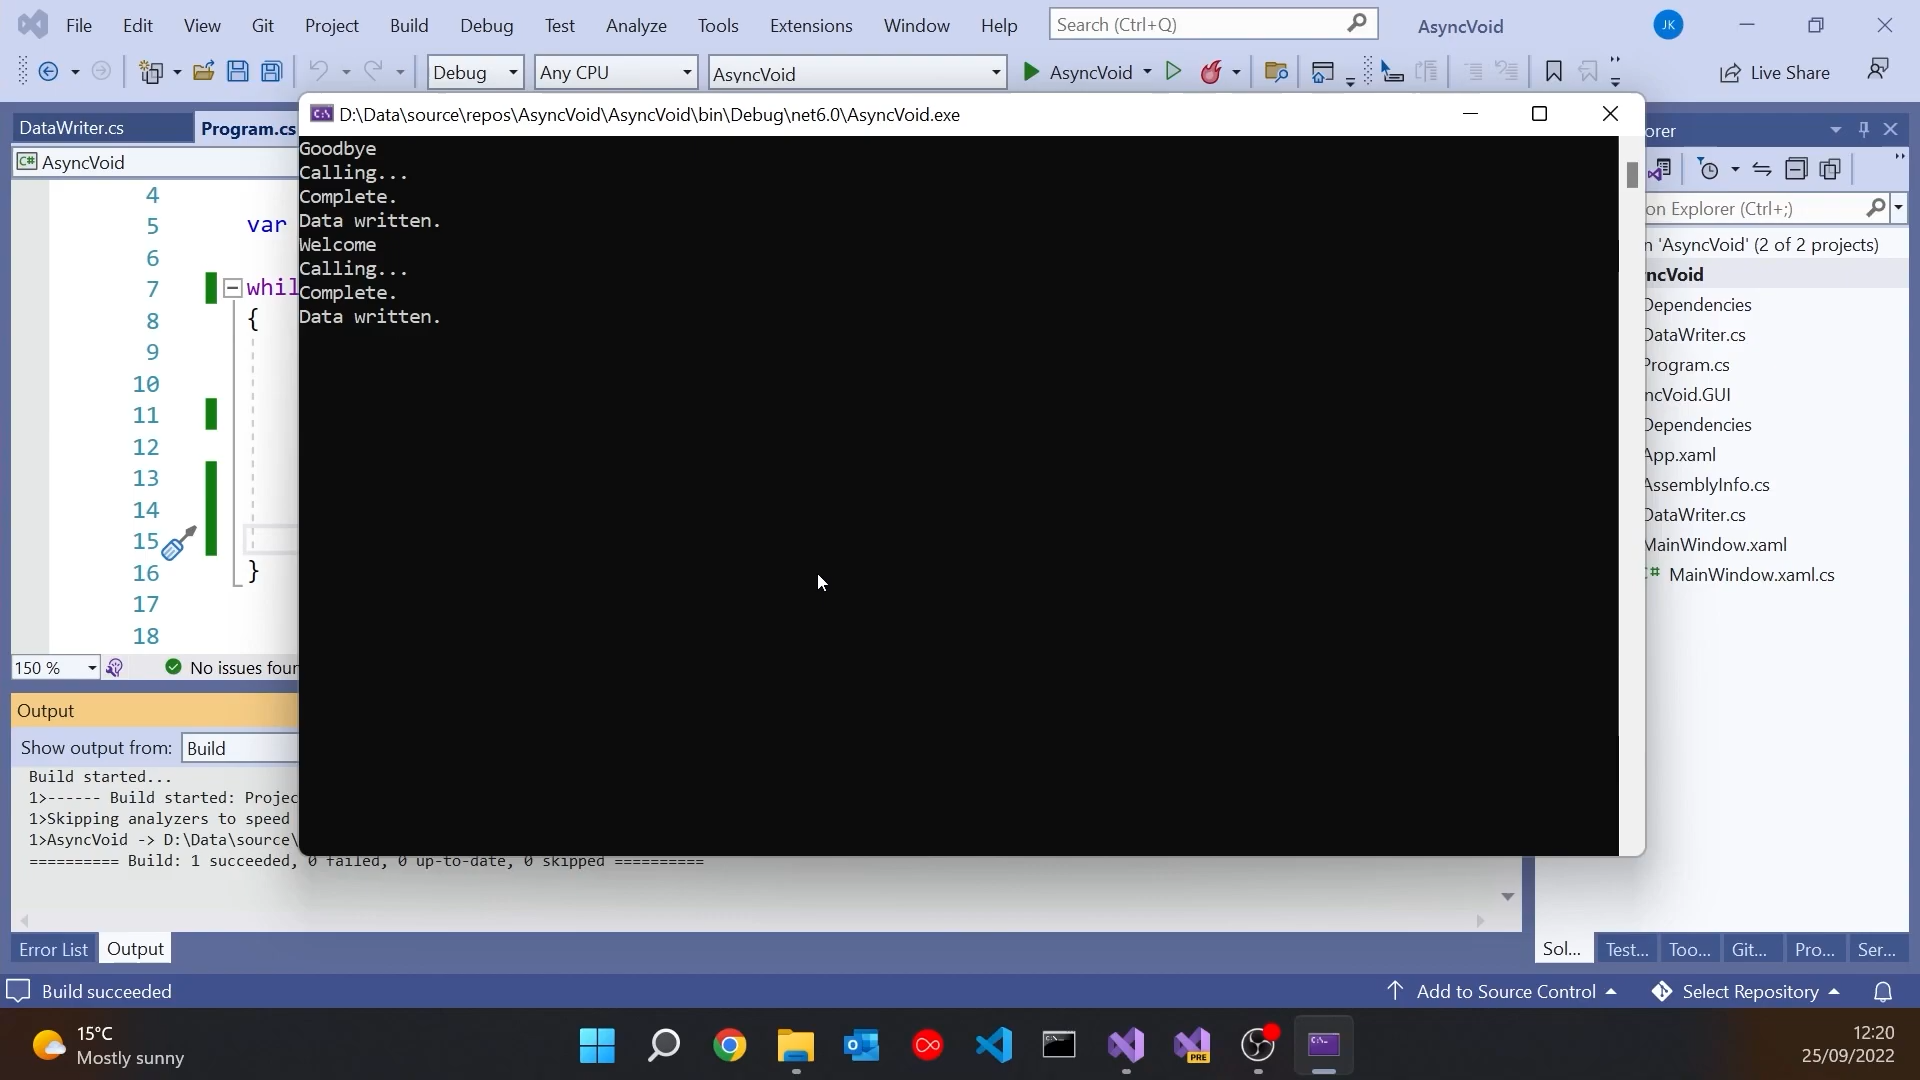 File Edit View Git Project Build Debug Test Analyze Tools Extensions Window Help Search (Ctrl+Q) AsyncVoid JK
Debug Any CPU AsyncVoid AsyncVoid Live Share
D:\Data\source\repos\AsyncVoid\AsyncVoid\bin\Debug\net6.0\AsyncVoid.exe
Goodbye
Calling...
Complete.
Data written.
Welcome
Calling...
Complete.
Data written.
DataWriter.cs Program.cs
AsyncVoid
4
5 var
6
7 whil
8 {
9
10
11
12
13
14
15
16 }
17
18
150 % No issues foun
Output
Show output from: Build
Build started...
1>------ Build started: Projec
1>Skipping analyzers to speed
1>AsyncVoid -> D:\Data\source\
========== Build: 1 succeeded, 0 failed, 0 up-to-date, 0 skipped ==========
Error List Output
orer
on Explorer (Ctrl+;)
n 'AsyncVoid' (2 of 2 projects)
ncVoid
Dependencies
DataWriter.cs
Program.cs
ncVoid.GUI
Dependencies
App.xaml
AssemblyInfo.cs
DataWriter.cs
MainWindow.xaml
MainWindow.xaml.cs
Sol... Test... Too... Git... Pro... Ser...
Build succeeded Add to Source Control Select Repository
15°C
Mostly sunny
PRE
12:20
25/09/2022